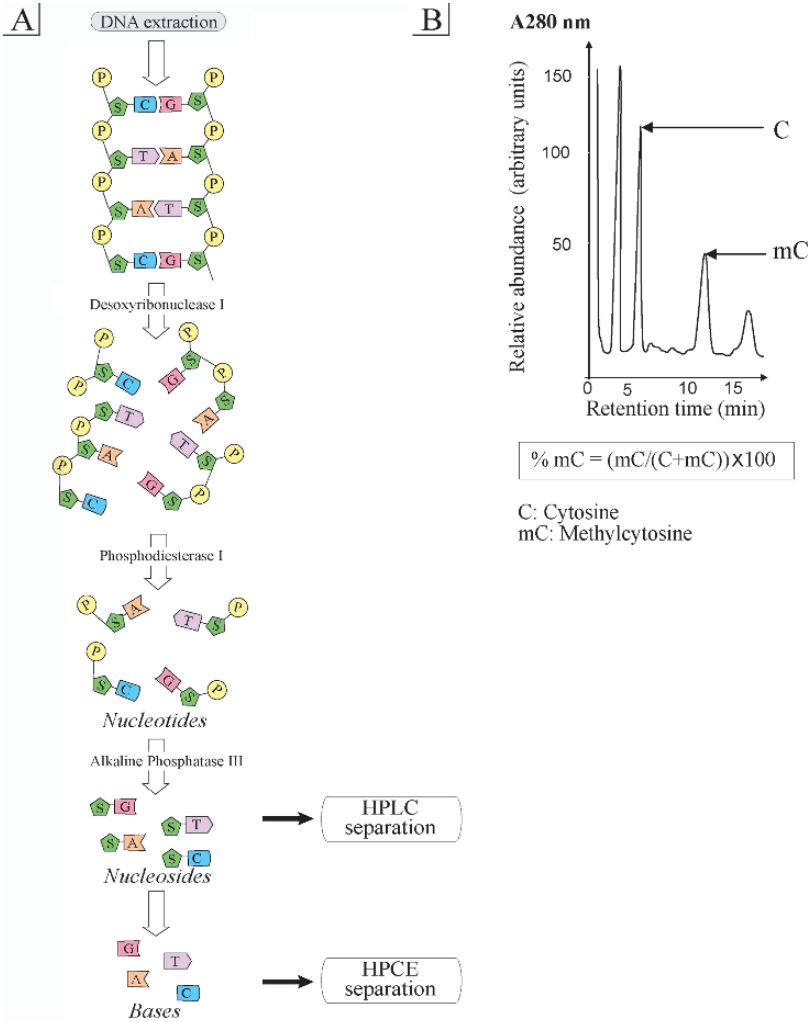 A
DNA extraction
P P
S C G S
P P
S T A S
P P
S A T S
P P
S C G S
Desoxyribonuclease I
P P
S C G S P
P S T A S
P S A T S P
P S C G S P
Phosphodiesterase I
P S A T S P
P
S C G S P
Nucleotides
Alkaline Phosphatase III
S G
S T
S A
S C
Nucleosides
HPLC
separation
G
T
A
C
Bases
HPCE
separation
B
A280 nm
Relative abundance (arbitrary units)
150
100
50
C
mC
0 5 10 15
Retention time (min)
% mC = (mC/(C+mC))×100
C: Cytosine
mC: Methylcytosine